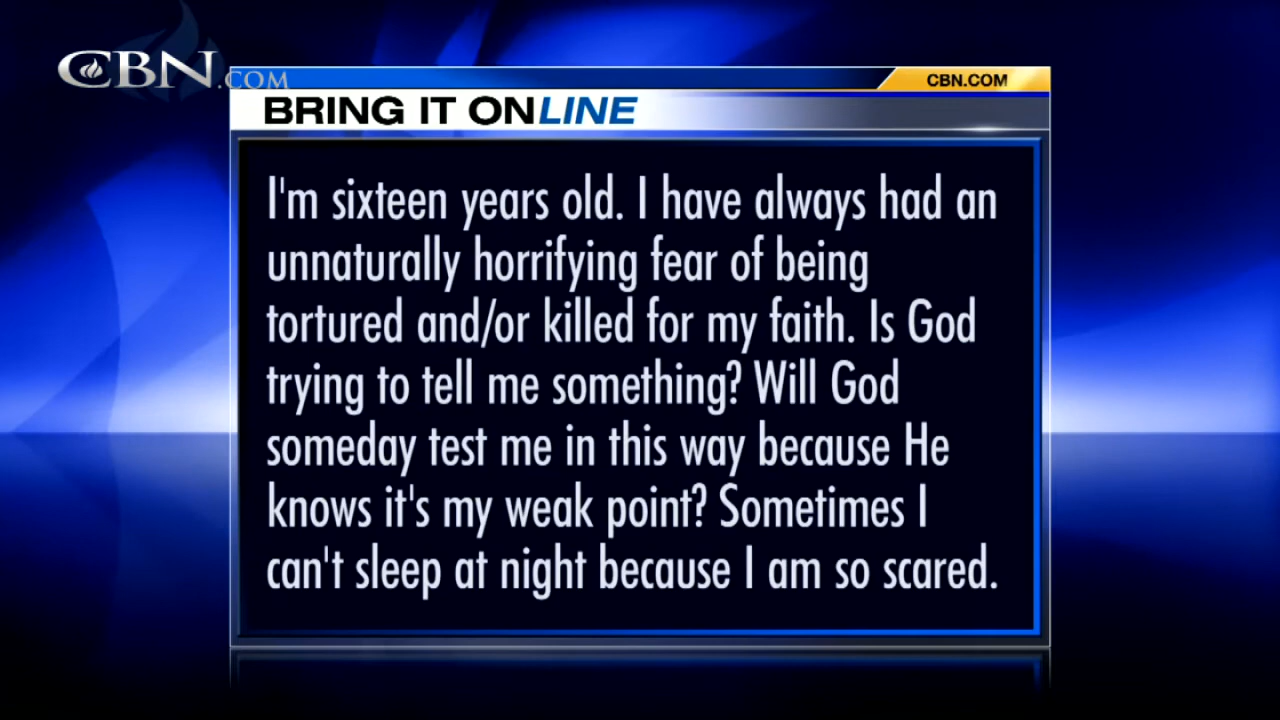 CBN.COM
CBN.COM
BRING IT ONLINE
I'm sixteen years old. I have always had an
unnaturally horrifying fear of being
tortured and/or killed for my faith. Is God
trying to tell me something? Will God
someday test me in this way because He
knows it's my weak point? Sometimes I
can't sleep at night because I am so scared.